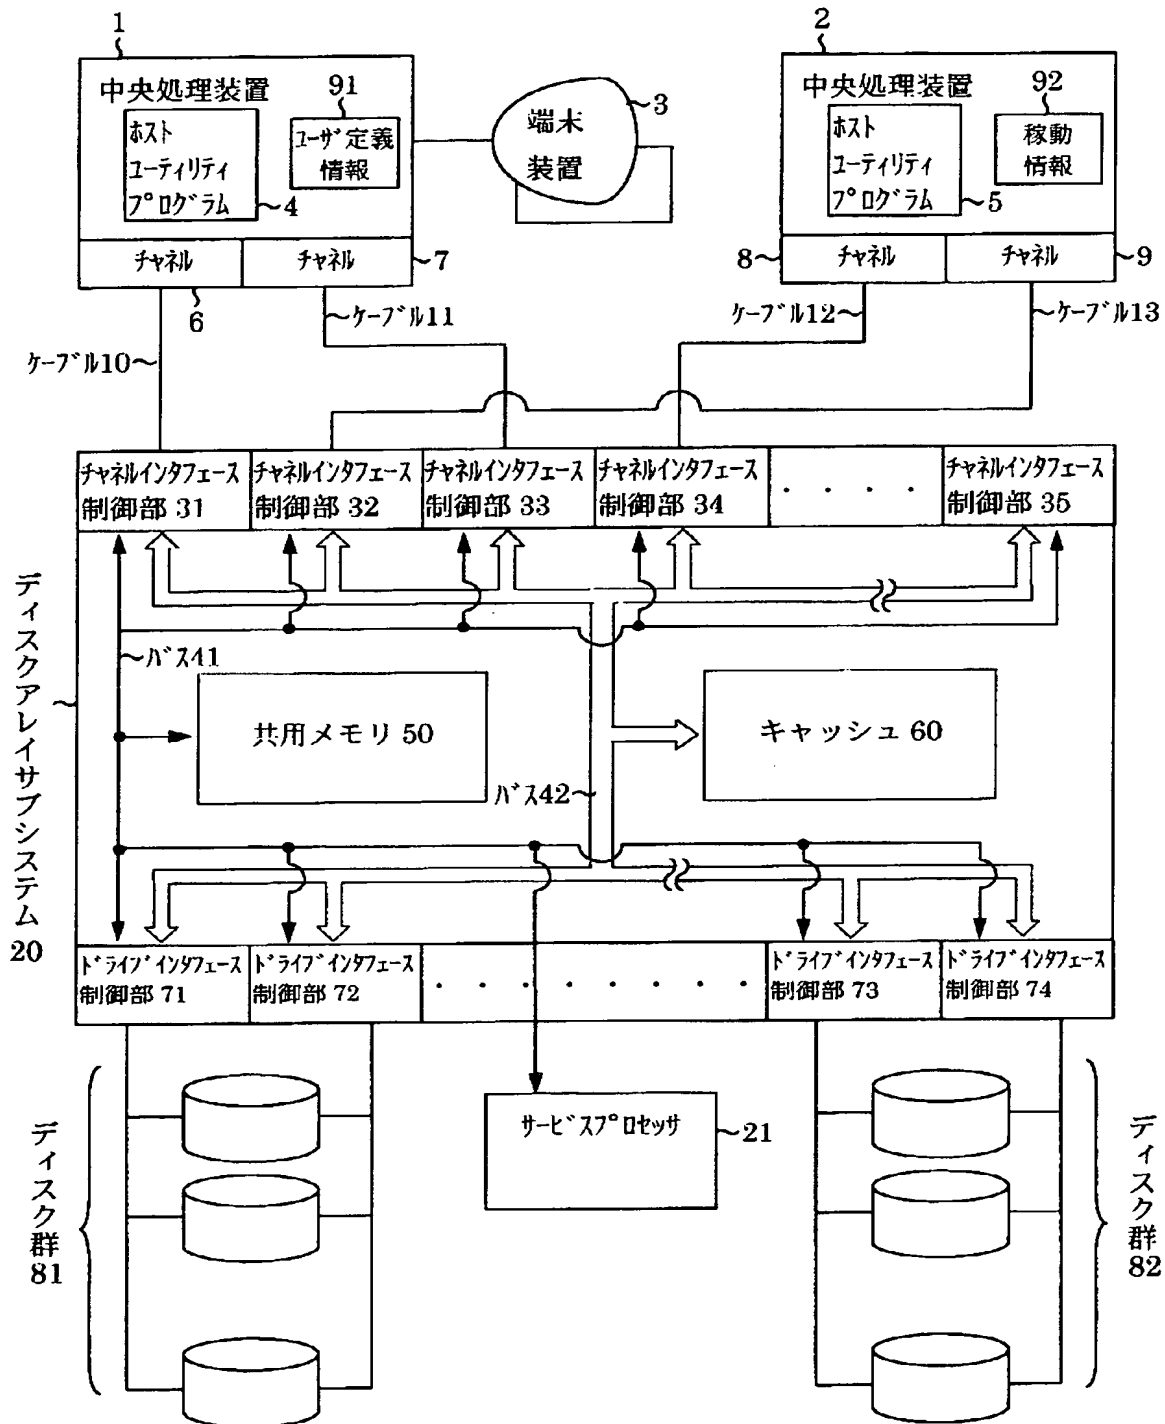 1
中央処理装置
ホスト
ユーティリティ
プログラム
4
91
ユーザ定義
情報
チャネル
チャネル
6
7
端末
装置
3
2
中央処理装置
ホスト
ユーティリティ
プログラム
5
92
稼動
情報
8
チャネル
チャネル
9
ケーブル10
ケーブル11
ケーブル12
ケーブル13
チャネルインタフェース
制御部 31
チャネルインタフェース
制御部 32
チャネルインタフェース
制御部 33
チャネルインタフェース
制御部 34
・・・・
チャネルインタフェース
制御部 35
ディスクアレイサブシステム
20
バス41
共用メモリ 50
バス42
キャッシュ 60
ドライブインタフェース
制御部 71
ドライブインタフェース
制御部 72
・・・・・・・・
ドライブインタフェース
制御部 73
ドライブインタフェース
制御部 74
ディスク群
81
サービスプロセッサ
21
ディスク群
82